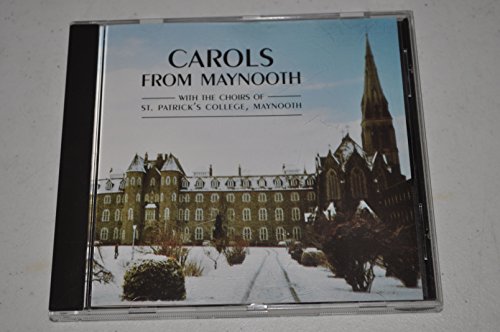 CAROLS
FROM MAYNOOTH
WITH THE CHOIRS OF
ST. PATRICK'S COLLEGE, MAYNOOTH